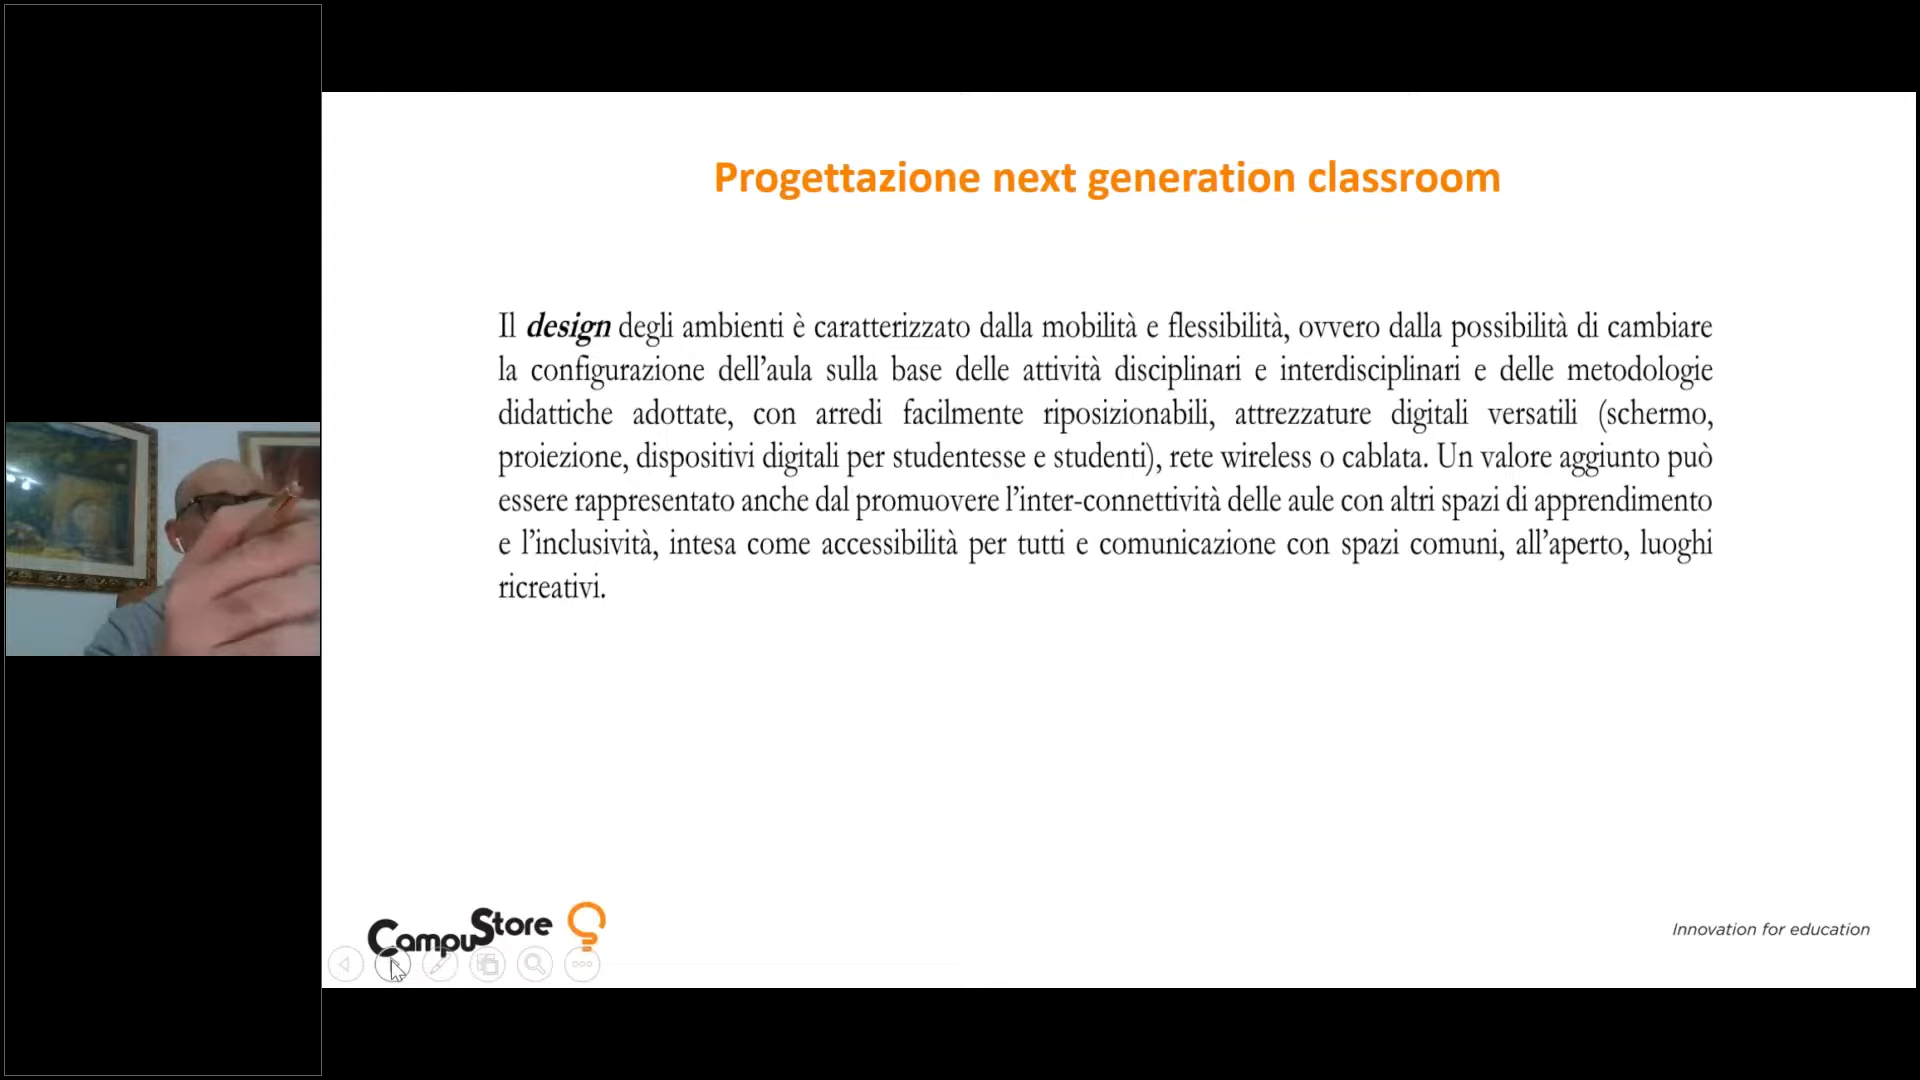 Progettazione next generation classroom
Il design degli ambienti è caratterizzato dalla mobilità e flessibilità, ovvero dalla possibilità di cambiare
la configurazione dell’aula sulla base delle attività disciplinari e interdisciplinari e delle metodologie
didattiche adottate, con arredi facilmente riposizionabili, attrezzature digitali versatili (schermo,
proiezione, dispositivi digitali per studentesse e studenti), rete wireless o cablata. Un valore aggiunto può
essere rappresentato anche dal promuovere l’inter-connettività delle aule con altri spazi di apprendimento
e l’inclusività, intesa come accessibilità per tutti e comunicazione con spazi comuni, all’aperto, luoghi
ricreativi.
CampuStore
Innovation for education